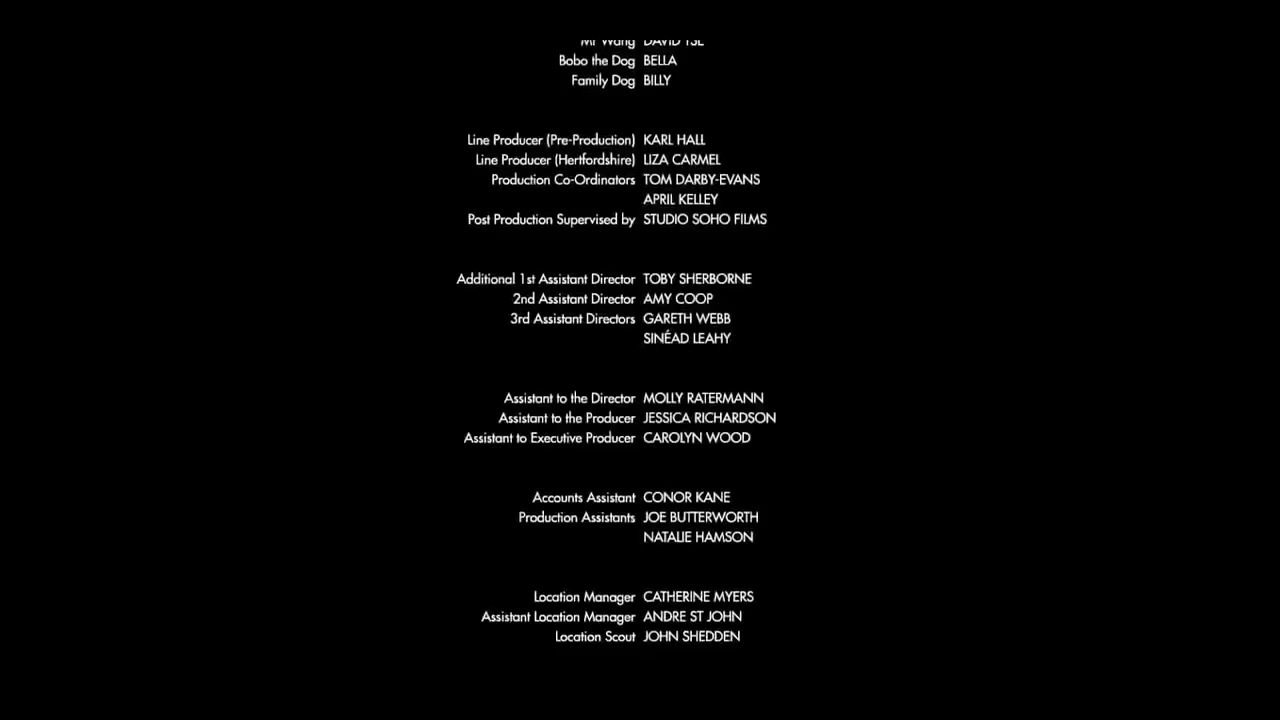 Mr Wang DAVID TSE
Bobo the Dog BELLA
Family Dog BILLY
Line Producer (Pre-Production) KARL HALL
Line Producer (Hertfordshire) LIZA CARMEL
Production Co-Ordinators TOM DARBY-EVANS
APRIL KELLEY
Post Production Supervised by STUDIO SOHO FILMS
Additional 1st Assistant Director TOBY SHERBORNE
2nd Assistant Director AMY COOP
3rd Assistant Directors GARETH WEBB
SINÉAD LEAHY
Assistant to the Director MOLLY RATERMANN
Assistant to the Producer JESSICA RICHARDSON
Assistant to Executive Producer CAROLYN WOOD
Accounts Assistant CONOR KANE
Production Assistants JOE BUTTERWORTH
NATALIE HAMSON
Location Manager CATHERINE MYERS
Assistant Location Manager ANDRE ST JOHN
Location Scout JOHN SHEDDEN